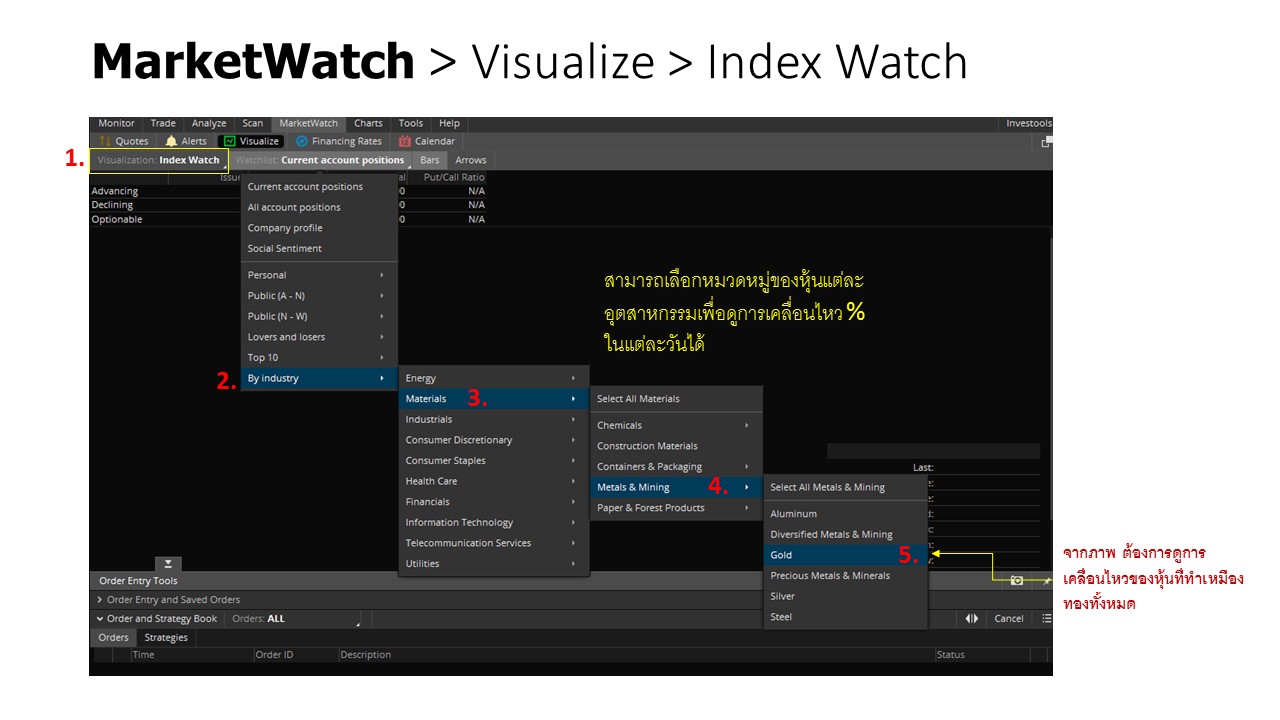 MarketWatch > Visualize > Index Watch
Monitor Trade Analyze Scan MarketWatch Charts Tools Help Investools
Quotes Alerts Visualize Financing Rates Calendar
1. Visualization: Index Watch Watchlist: Current account positions Bars Arrows
Put/Call Ratio
Advancing N/A
Declining N/A
Optionable N/A
Current account positions
All account positions
Company profile
Social Sentiment
Personal
Public (A - N)
Public (N - W)
Lovers and losers
Top 10
2. By industry
สามารถเลือกหมวดหมู่ของหุ้นแต่ละ
อุตสาหกรรมเพื่อดูการเคลื่อนไหว %
ในแต่ละวันได้
Energy
Materials 3.
Industrials
Consumer Discretionary
Consumer Staples
Health Care
Financials
Information Technology
Telecommunication Services
Utilities
Select All Materials
Chemicals
Construction Materials
Containers & Packaging
Metals & Mining 4.
Paper & Forest Products
Last:
Select All Metals & Mining
Aluminum
Diversified Metals & Mining
Gold 5.
Precious Metals & Minerals
Silver
Steel
จากภาพ ต้องการดูการ
เคลื่อนไหวของหุ้นที่ทำเหมือง
ทองทั้งหมด
Order Entry Tools
Order Entry and Saved Orders
Order and Strategy Book Orders: ALL Cancel
Orders Strategies
Time Order ID Description Status